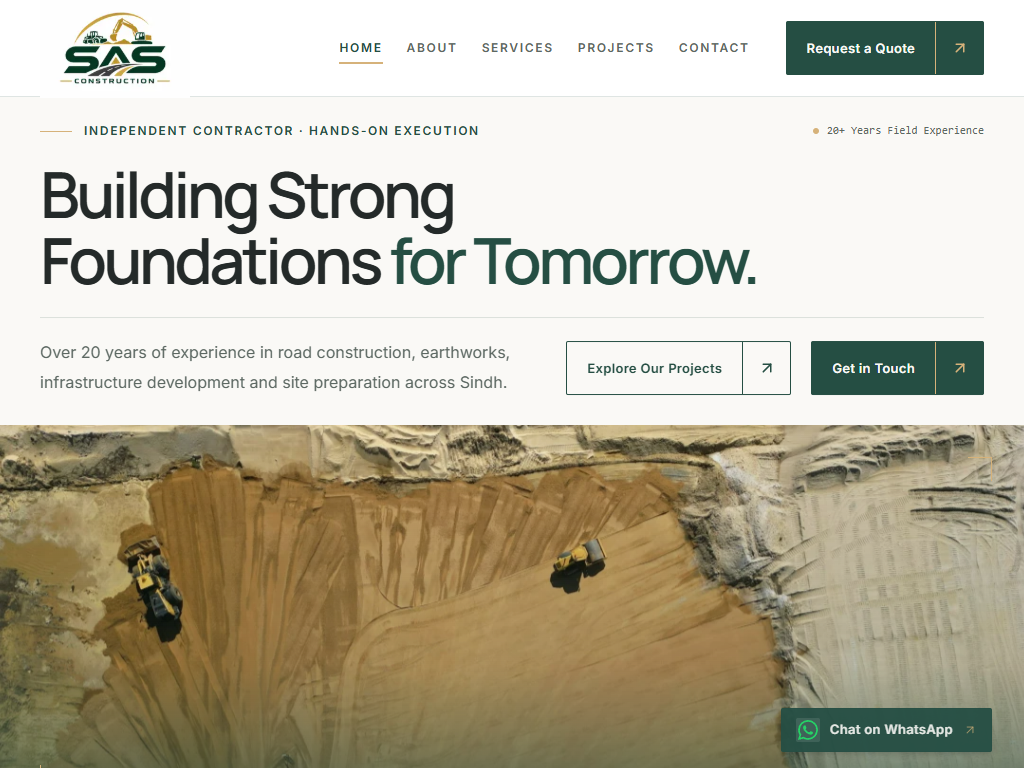 SAS
CONSTRUCTION
HOME
ABOUT
SERVICES
PROJECTS
CONTACT
Request a Quote
INDEPENDENT CONTRACTOR · HANDS-ON EXECUTION
20+ Years Field Experience
Building Strong
Foundations for Tomorrow.
Over 20 years of experience in road construction, earthworks,
infrastructure development and site preparation across Sindh.
Explore Our Projects
Get in Touch
Chat on WhatsApp